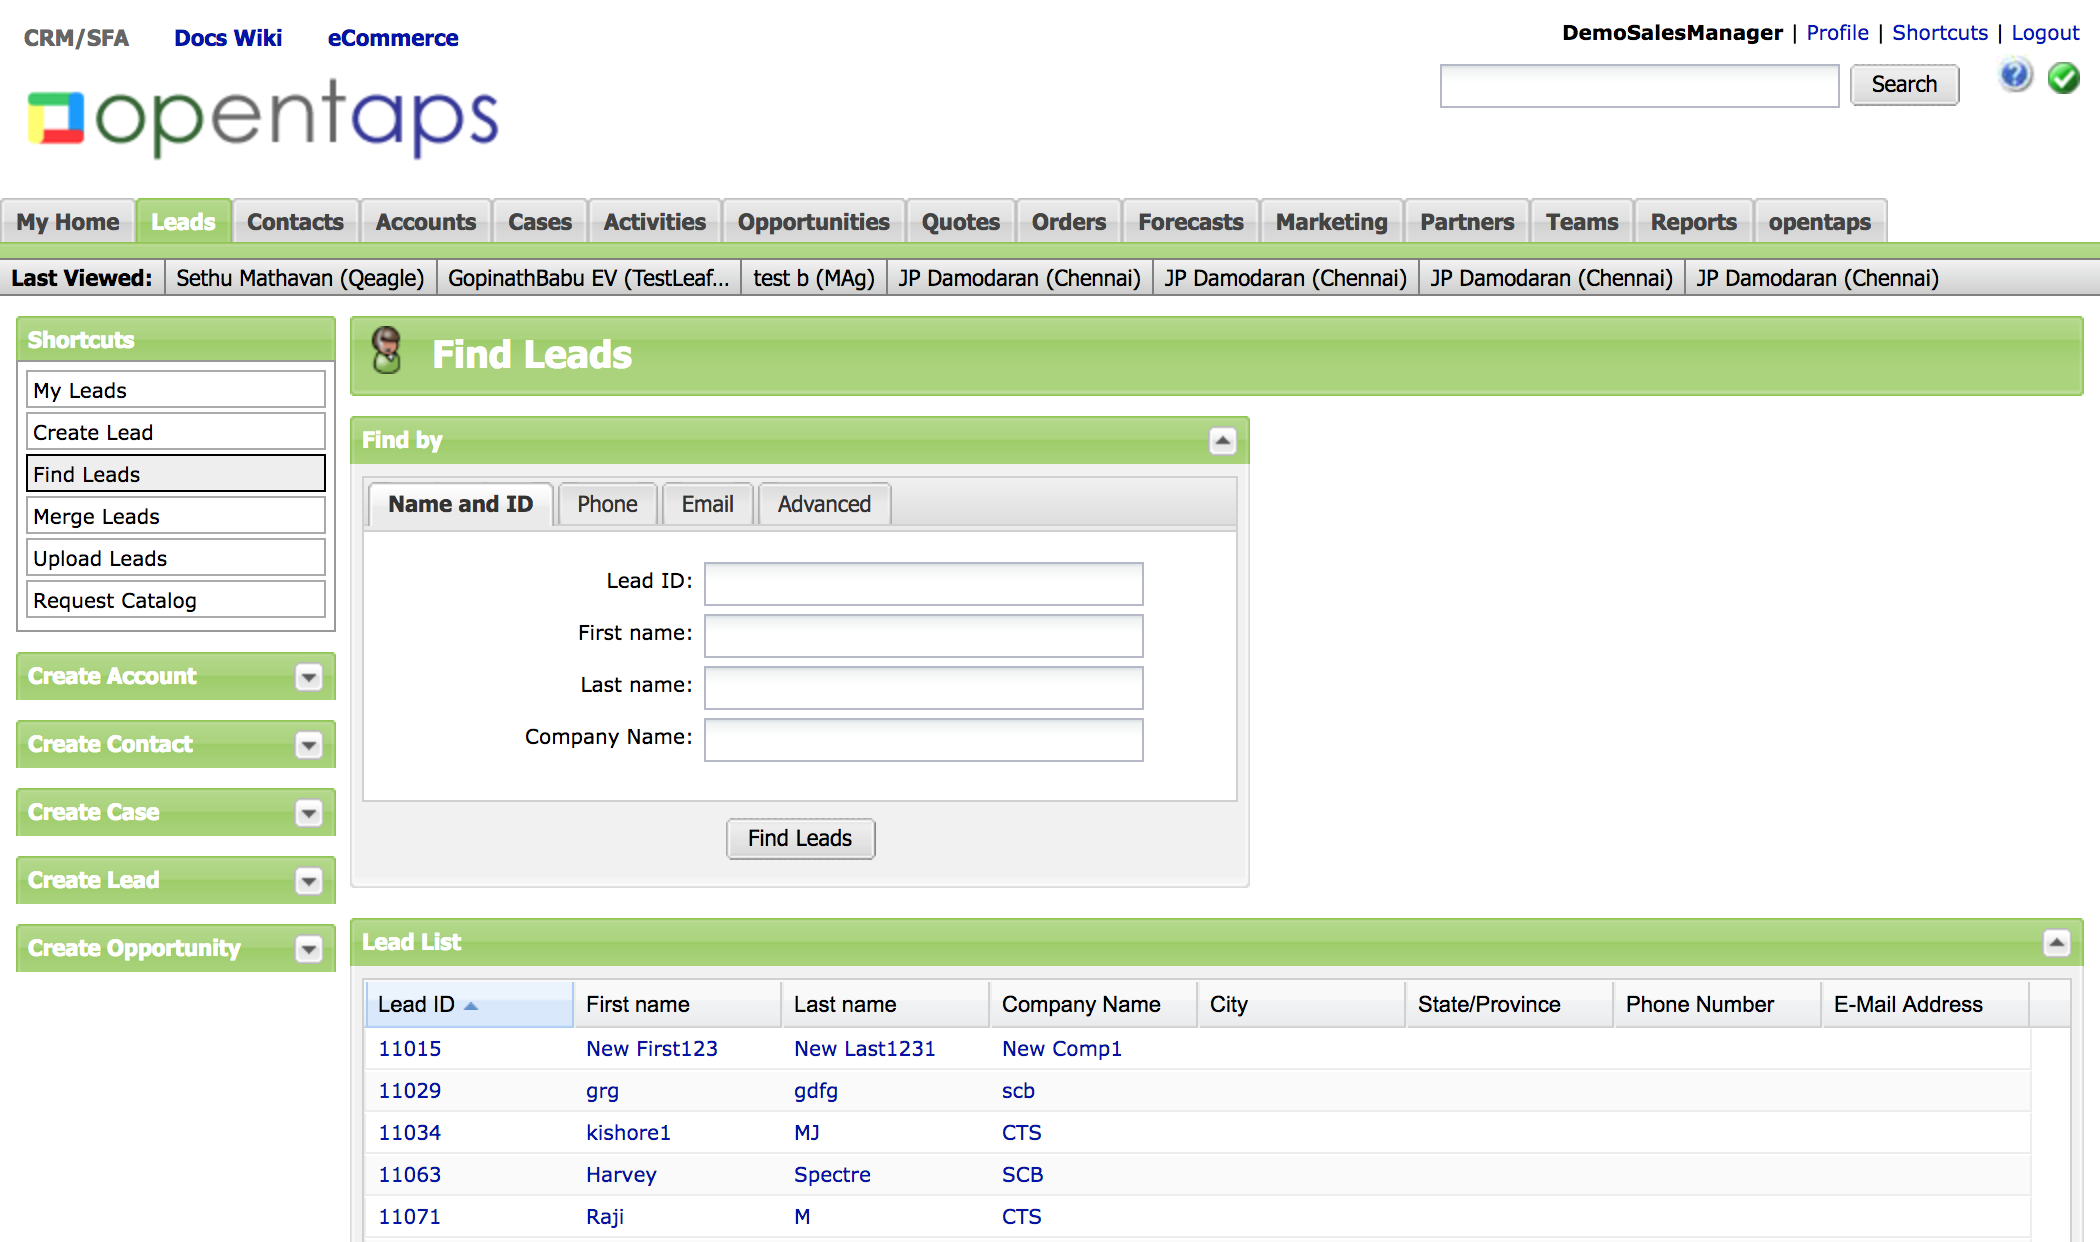 CRM/SFA Docs Wiki eCommerce
DemoSalesManager | Profile | Shortcuts | Logout
Search
opentaps
My Home Leads Contacts Accounts Cases Activities Opportunities Quotes Orders Forecasts Marketing Partners Teams Reports opentaps
Last Viewed: Sethu Mathavan (Qeagle) GopinathBabu EV (TestLeaf... test b (MAg) JP Damodaran (Chennai) JP Damodaran (Chennai) JP Damodaran (Chennai) JP Damodaran (Chennai)
Shortcuts
My Leads
Create Lead
Find Leads
Merge Leads
Upload Leads
Request Catalog
Create Account
Create Contact
Create Case
Create Lead
Create Opportunity
Find Leads
Find by
Name and ID Phone Email Advanced
Lead ID:
First name:
Last name:
Company Name:
Find Leads
Lead List
Lead ID First name Last name Company Name City State/Province Phone Number E-Mail Address
11015 New First123 New Last1231 New Comp1
11029 grg gdfg scb
11034 kishore1 MJ CTS
11063 Harvey Spectre SCB
11071 Raji M CTS